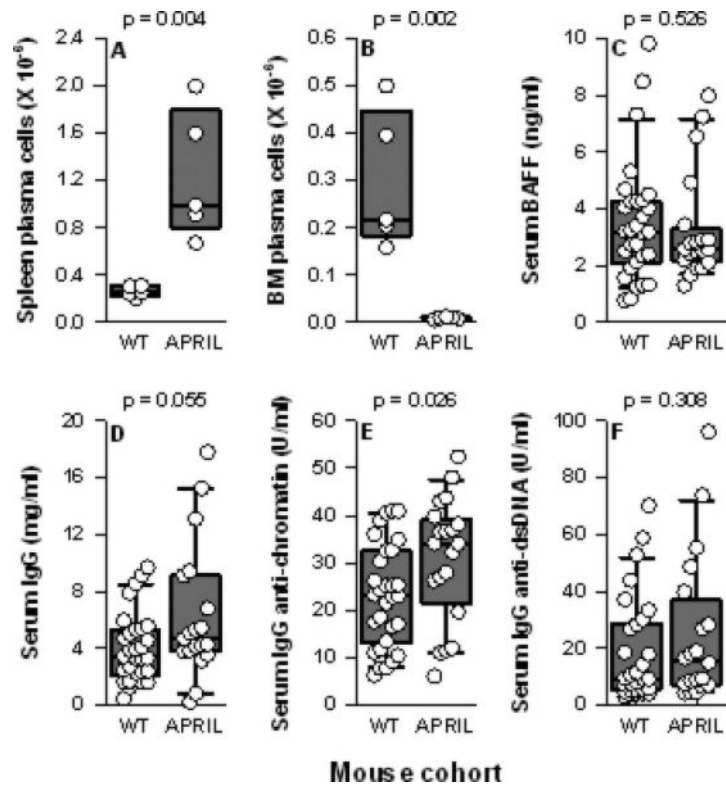 p = 0.004
A
Spleen plasma cells (X 10⁻⁶)
2.4
2.0
1.6
1.2
0.8
0.4
0.0
WT APRIL
p = 0.002
B
BM plasma cells (X 10⁻⁶)
0.6
0.5
0.4
0.3
0.2
0.1
0.0
WT APRIL
p = 0.526
C
Serum BAFF (ng/ml)
10
8
6
4
2
0
WT APRIL
p = 0.055
D
Serum IgG (mg/ml)
20
16
12
8
4
0
WT APRIL
p = 0.026
E
Serum IgG anti-chromatin (U/ml)
60
50
40
30
20
10
0
WT APRIL
p = 0.308
F
Serum IgG anti-dsDNA (U/ml)
100
80
60
40
20
0
WT APRIL
Mouse cohort